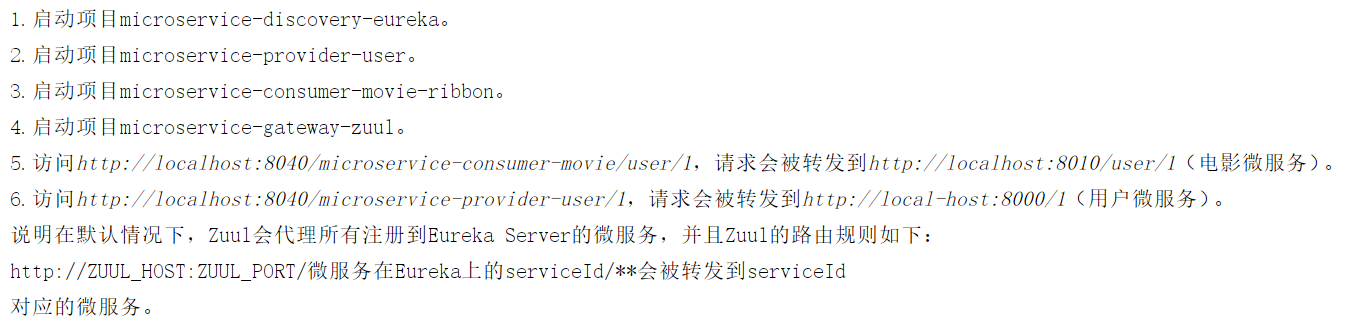 1. 启动项目microservice-discovery-eureka。
2. 启动项目microservice-provider-user。
3. 启动项目microservice-consumer-movie-ribbon。
4. 启动项目microservice-gateway-zuul。
5. 访问http://localhost:8040/microservice-consumer-movie/user/1，请求会被转发到http://localhost:8010/user/1（电影微服务）。
6. 访问http://localhost:8040/microservice-provider-user/1，请求会被转发到http://local-host:8000/1（用户微服务）。
说明在默认情况下，Zuul会代理所有注册到Eureka Server的微服务，并且Zuul的路由规则如下：
http://ZUUL_HOST:ZUUL_PORT/微服务在Eureka上的serviceId/**会被转发到serviceId
对应的微服务。